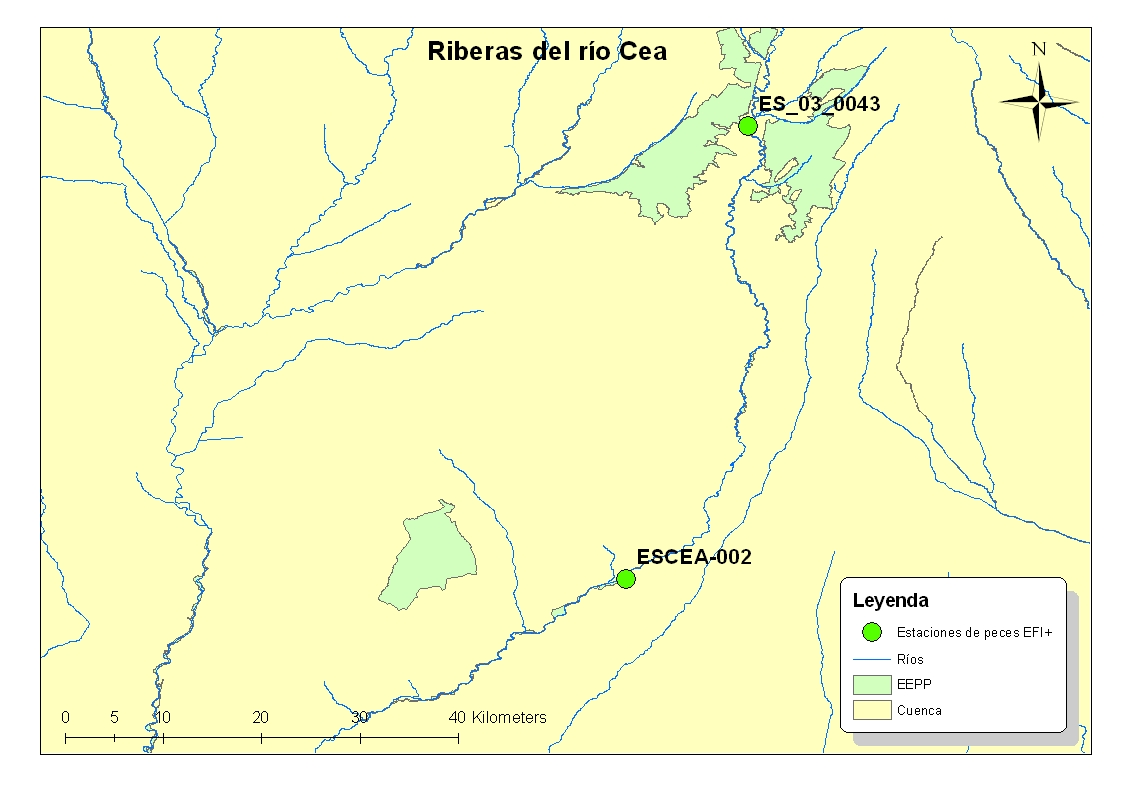 Riberas del río Cea
N
ES_03_0043
ESCEA-002
Leyenda
Estaciones de peces EFI+
Ríos
EEPP
Cuenca
0 5 10 20 30 40 Kilometers